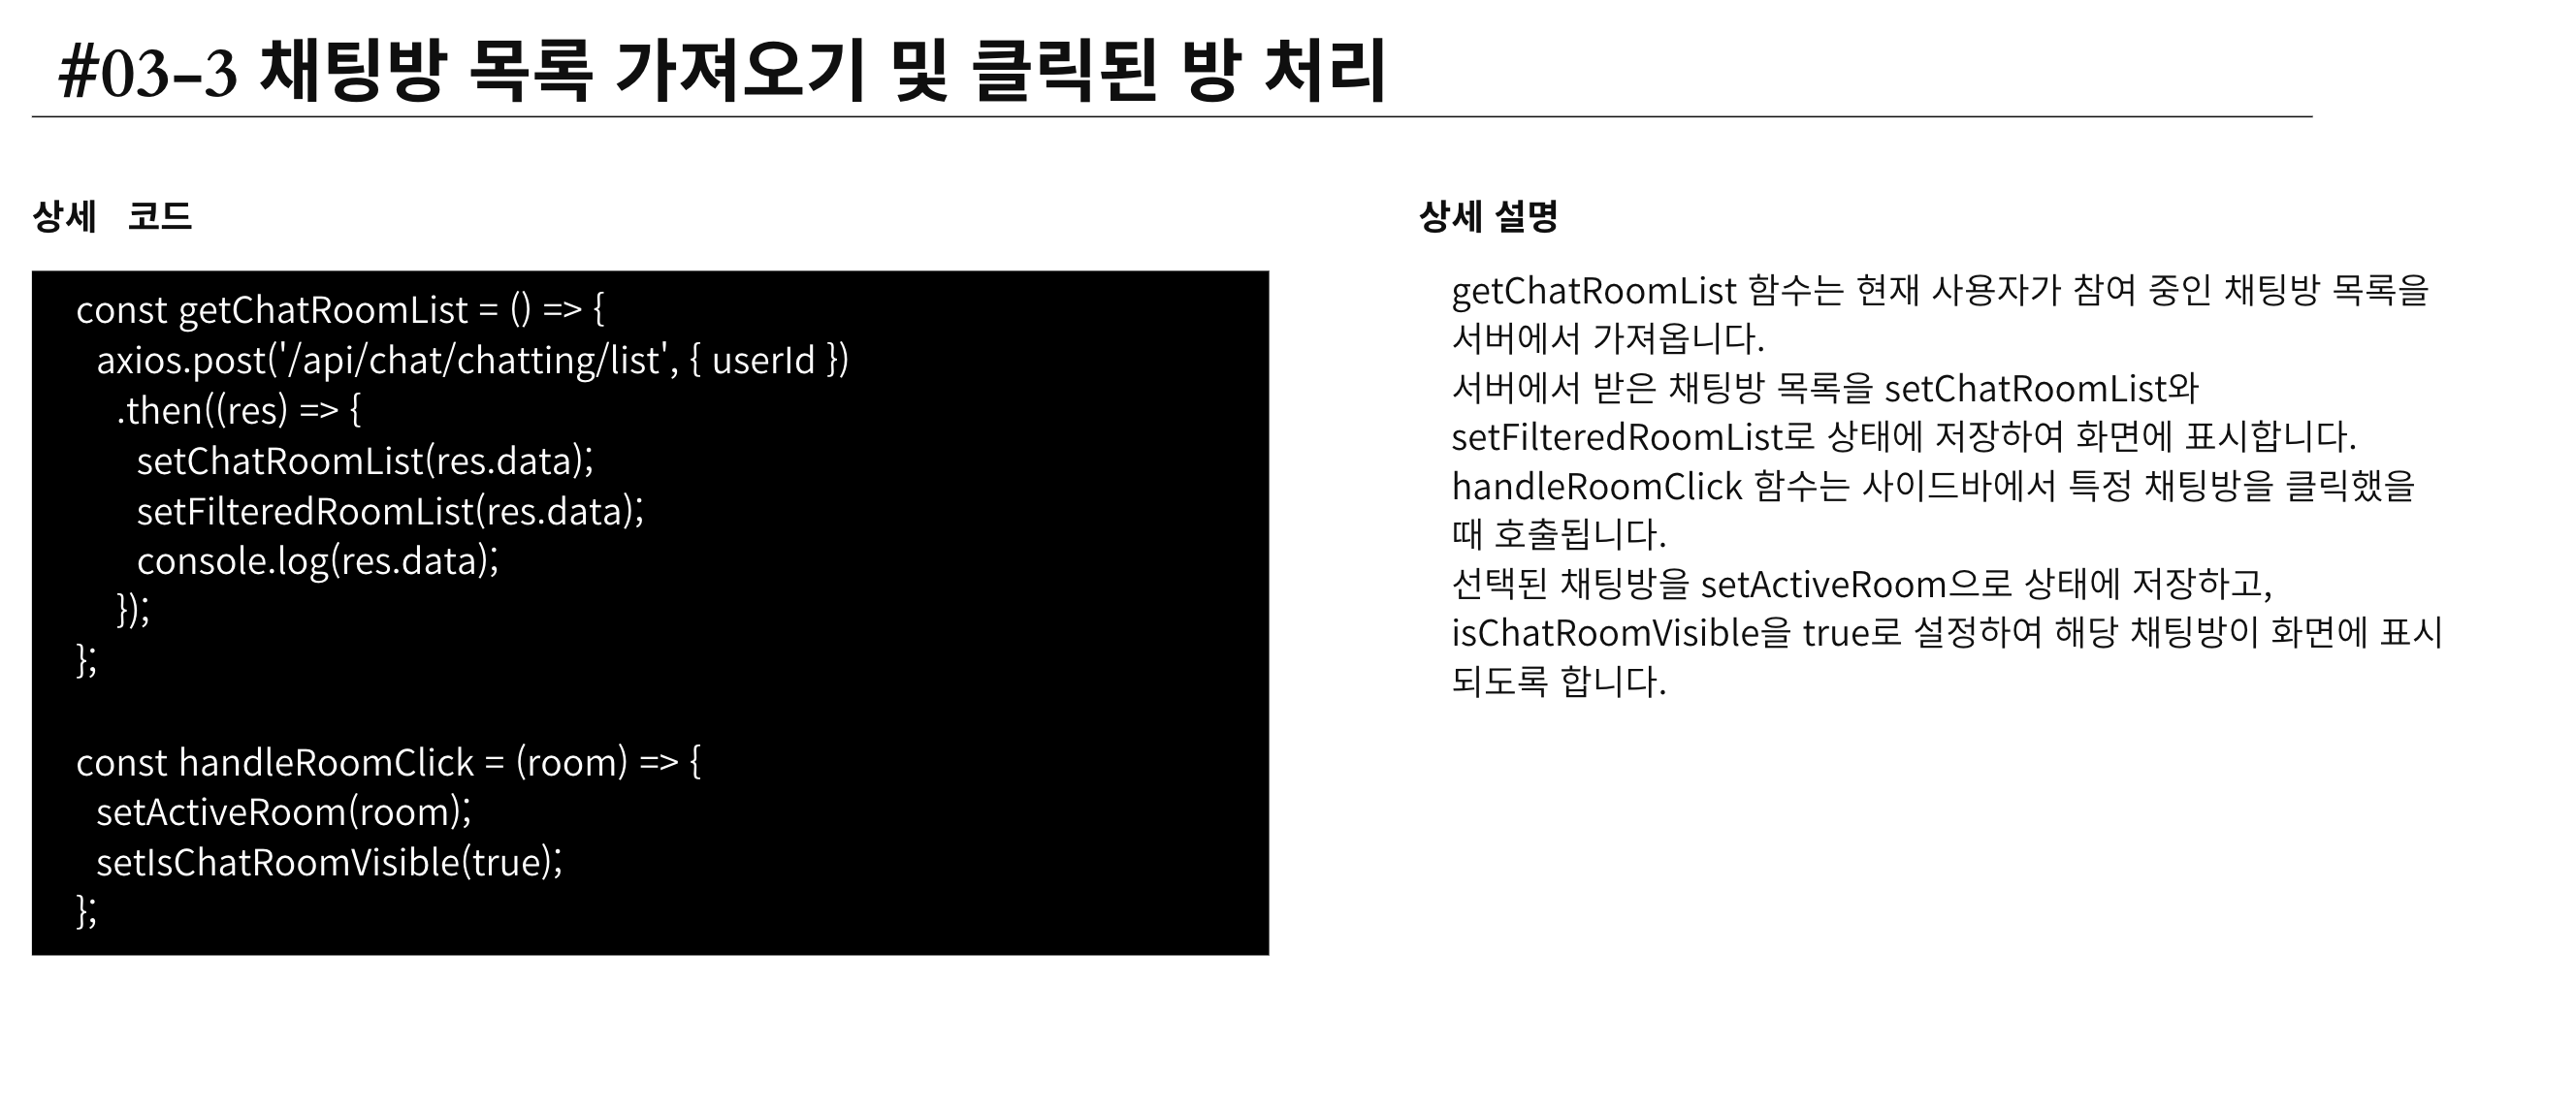 #03-3 채팅방 목록 가져오기 및 클릭된 방 처리
상세 코드
const getChatRoomList = () => {
axios.post('/api/chat/chatting/list', { userId })
.then((res) => {
setChatRoomList(res.data);
setFilteredRoomList(res.data);
console.log(res.data);
});
};
const handleRoomClick = (room) => {
setActiveRoom(room);
setIsChatRoomVisible(true);
};
상세 설명
getChatRoomList 함수는 현재 사용자가 참여 중인 채팅방 목록을
서버에서 가져옵니다.
서버에서 받은 채팅방 목록을 setChatRoomList와
setFilteredRoomList로 상태에 저장하여 화면에 표시합니다.
handleRoomClick 함수는 사이드바에서 특정 채팅방을 클릭했을
때 호출됩니다.
선택된 채팅방을 setActiveRoom으로 상태에 저장하고,
isChatRoomVisible을 true로 설정하여 해당 채팅방이 화면에 표시
되도록 합니다.